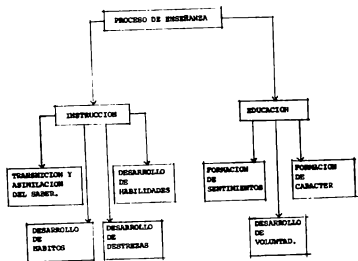 PROCESO DE ENSEÑANZA
INSTRUCCION
EDUCACION
TRANSMICION Y
ASIMILACION
DEL SABER.
DESARROLLO
DE
HABILIDADES
FORMACION
DE
SENTIMIENTOS
FORMACION
DE
CARACTER
DESARROLLO
DE
HABITOS
DESARROLLO
DE
DESTREZAS
DESARROLLO
DE
VOLUNTAD.